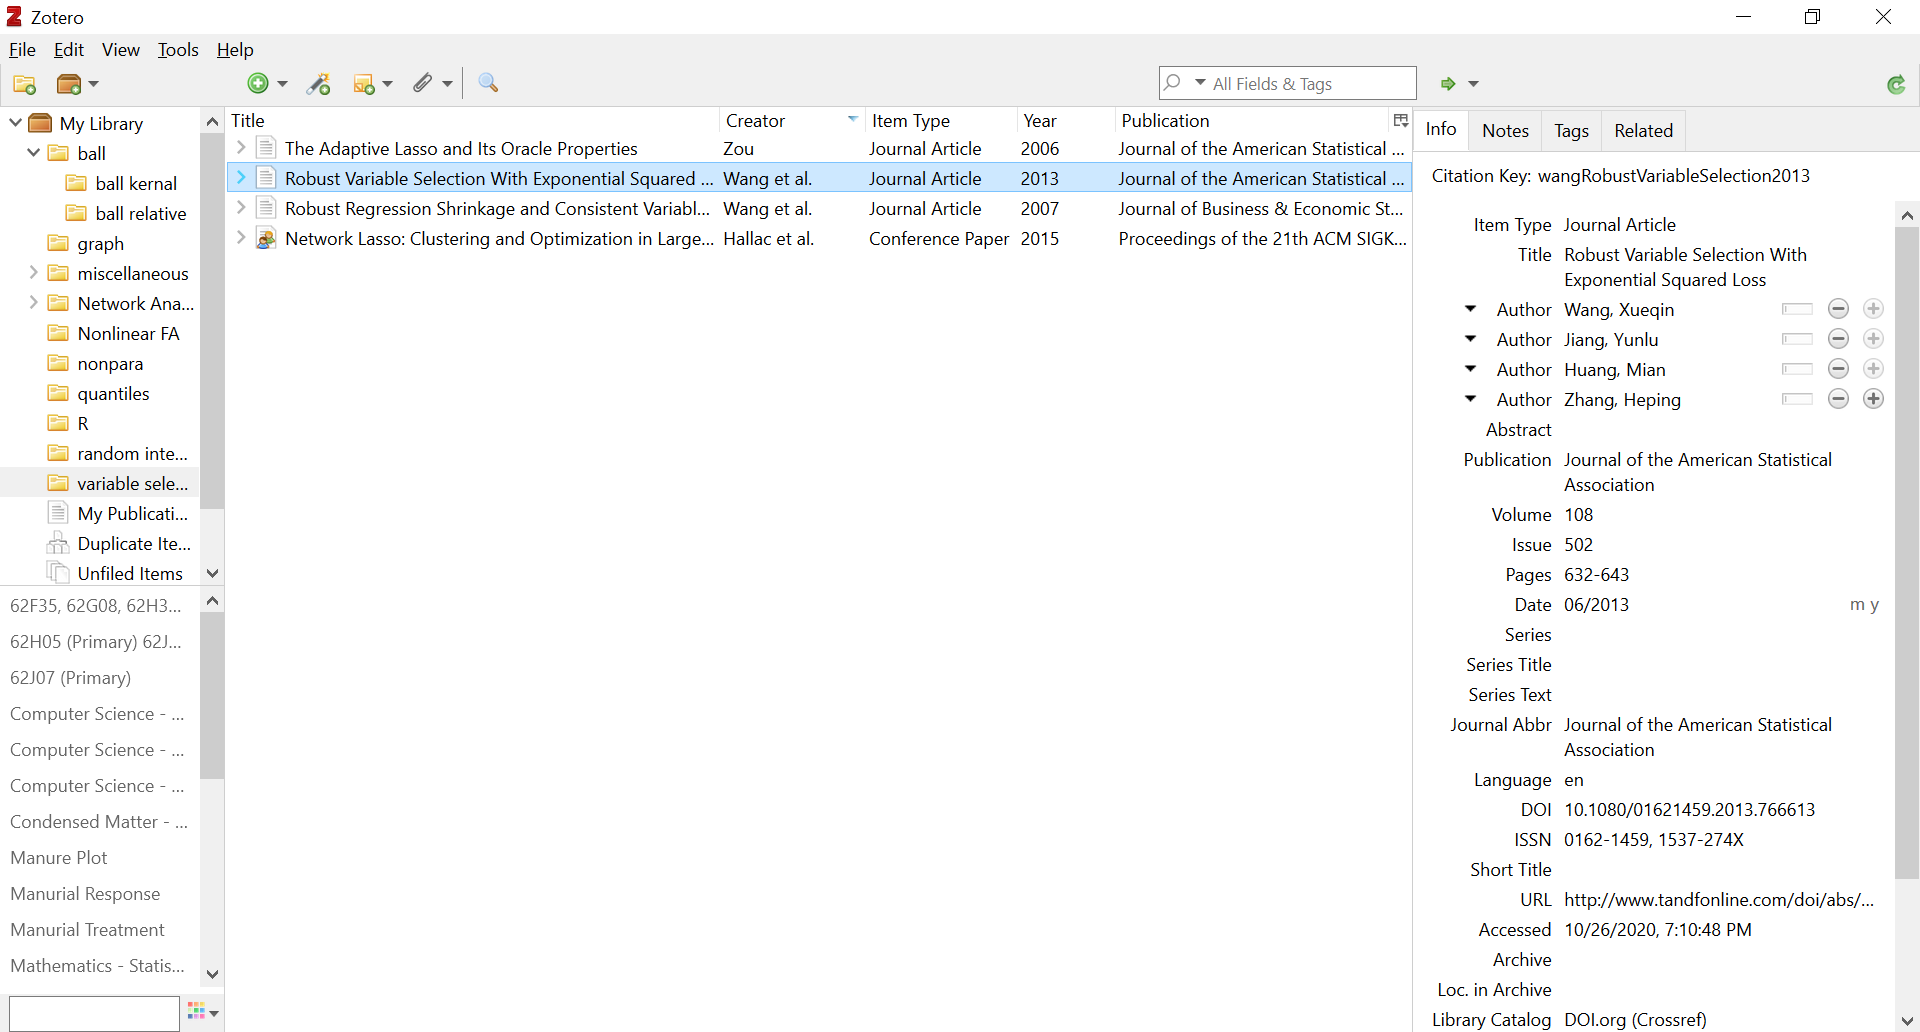 Zotero
File Edit View Tools Help
All Fields & Tags
My Library
ball
ball kernal
ball relative
graph
miscellaneous
Network Ana...
Nonlinear FA
nonpara
quantiles
R
random inte...
variable sele...
My Publicati...
Duplicate Ite...
Unfiled Items
62F35, 62G08, 62H3...
62H05 (Primary) 62J...
62J07 (Primary)
Computer Science - ...
Computer Science - ...
Computer Science - ...
Condensed Matter - ...
Manure Plot
Manurial Response
Manurial Treatment
Mathematics - Statis...
Title Creator Item Type Year Publication
The Adaptive Lasso and Its Oracle Properties Zou Journal Article 2006 Journal of the American Statistical ...
Robust Variable Selection With Exponential Squared ... Wang et al. Journal Article 2013 Journal of the American Statistical ...
Robust Regression Shrinkage and Consistent Variabl... Wang et al. Journal Article 2007 Journal of Business & Economic St...
Network Lasso: Clustering and Optimization in Large... Hallac et al. Conference Paper 2015 Proceedings of the 21th ACM SIGK...
Info Notes Tags Related
Citation Key: wangRobustVariableSelection2013
Item Type Journal Article
Title Robust Variable Selection With
Exponential Squared Loss
Author Wang, Xueqin
Author Jiang, Yunlu
Author Huang, Mian
Author Zhang, Heping
Abstract
Publication Journal of the American Statistical
Association
Volume 108
Issue 502
Pages 632-643
Date 06/2013 m y
Series
Series Title
Series Text
Journal Abbr Journal of the American Statistical
Association
Language en
DOI 10.1080/01621459.2013.766613
ISSN 0162-1459, 1537-274X
Short Title
URL http://www.tandfonline.com/doi/abs/...
Accessed 10/26/2020, 7:10:48 PM
Archive
Loc. in Archive
Library Catalog DOI.org (Crossref)